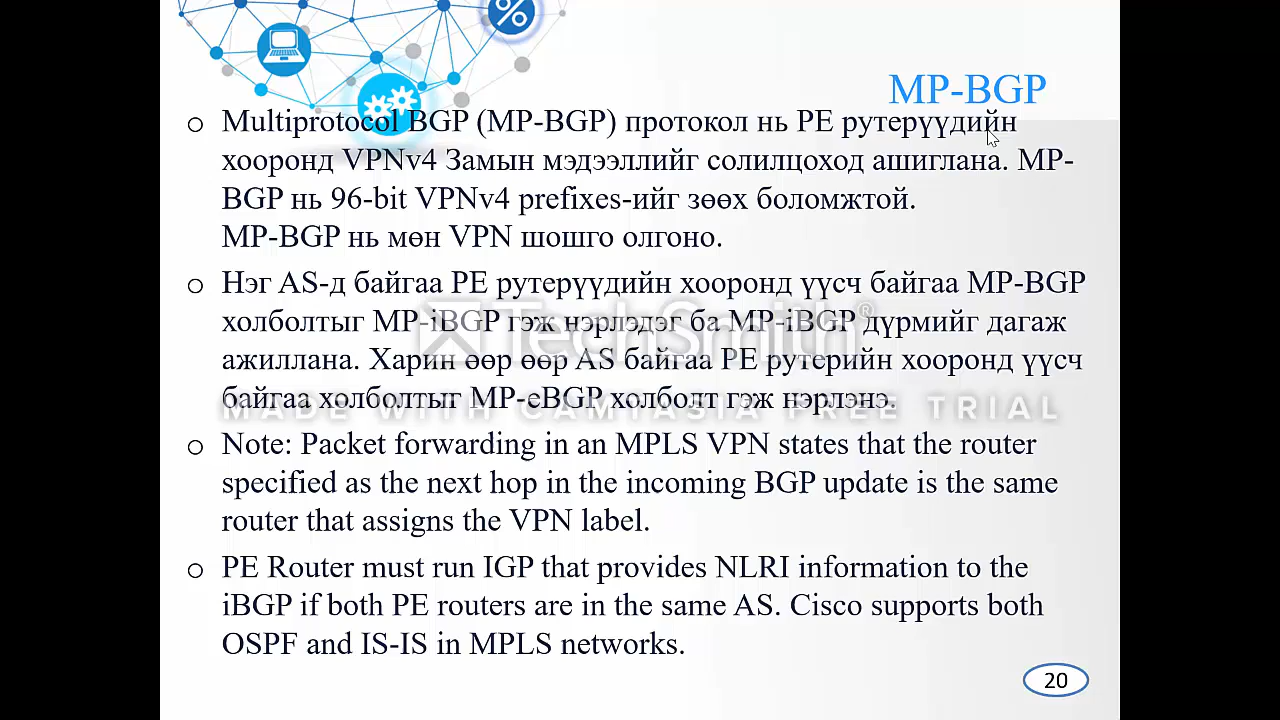 MP-BGP
Multiprotocol BGP (MP-BGP) протокол нь PE рутерүүдийн
хооронд VPNv4 Замын мэдээллийг солилцоход ашиглана. MP-
BGP нь 96-bit VPNv4 prefixes-ийг зөөх боломжтой.
MP-BGP нь мөн VPN шошго олгоно.
Нэг AS-д байгаа PE рутерүүдийн хооронд үүсч байгаа MP-BGP
холболтыг MP-iBGP гэж нэрлэдэг ба MP-iBGP дүрмийг дагаж
ажиллана. Харин өөр өөр AS байгаа PE рутерийн хооронд үүсч
байгаа холболтыг MP-eBGP холболт гэж нэрлэнэ.
TechSmith®
MADE WITH CAMTASIA FREE TRIAL
Note: Packet forwarding in an MPLS VPN states that the router
specified as the next hop in the incoming BGP update is the same
router that assigns the VPN label.
PE Router must run IGP that provides NLRI information to the
iBGP if both PE routers are in the same AS. Cisco supports both
OSPF and IS-IS in MPLS networks.
20